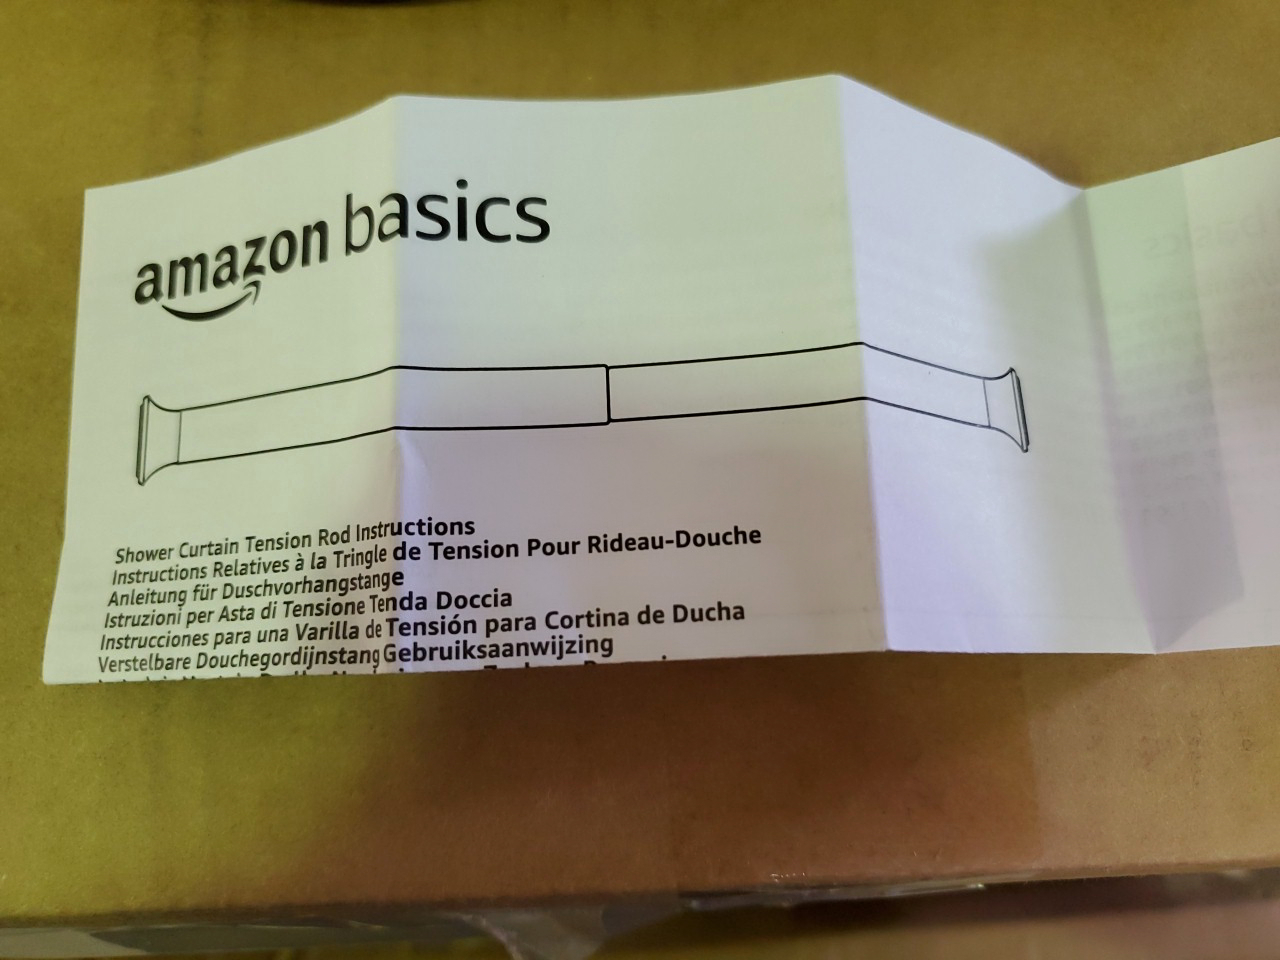 amazon basics
Shower Curtain Tension Rod Instructions
Instructions Relatives à la Tringle de Tension Pour Rideau-Douche
Anleitung für Duschvorhangstange
Istruzioni per Asta di Tensione Tenda Doccia
Instrucciones para una Varilla de Tensión para Cortina de Ducha
Verstelbare Douchegordijnstang Gebruiksaanwijzing